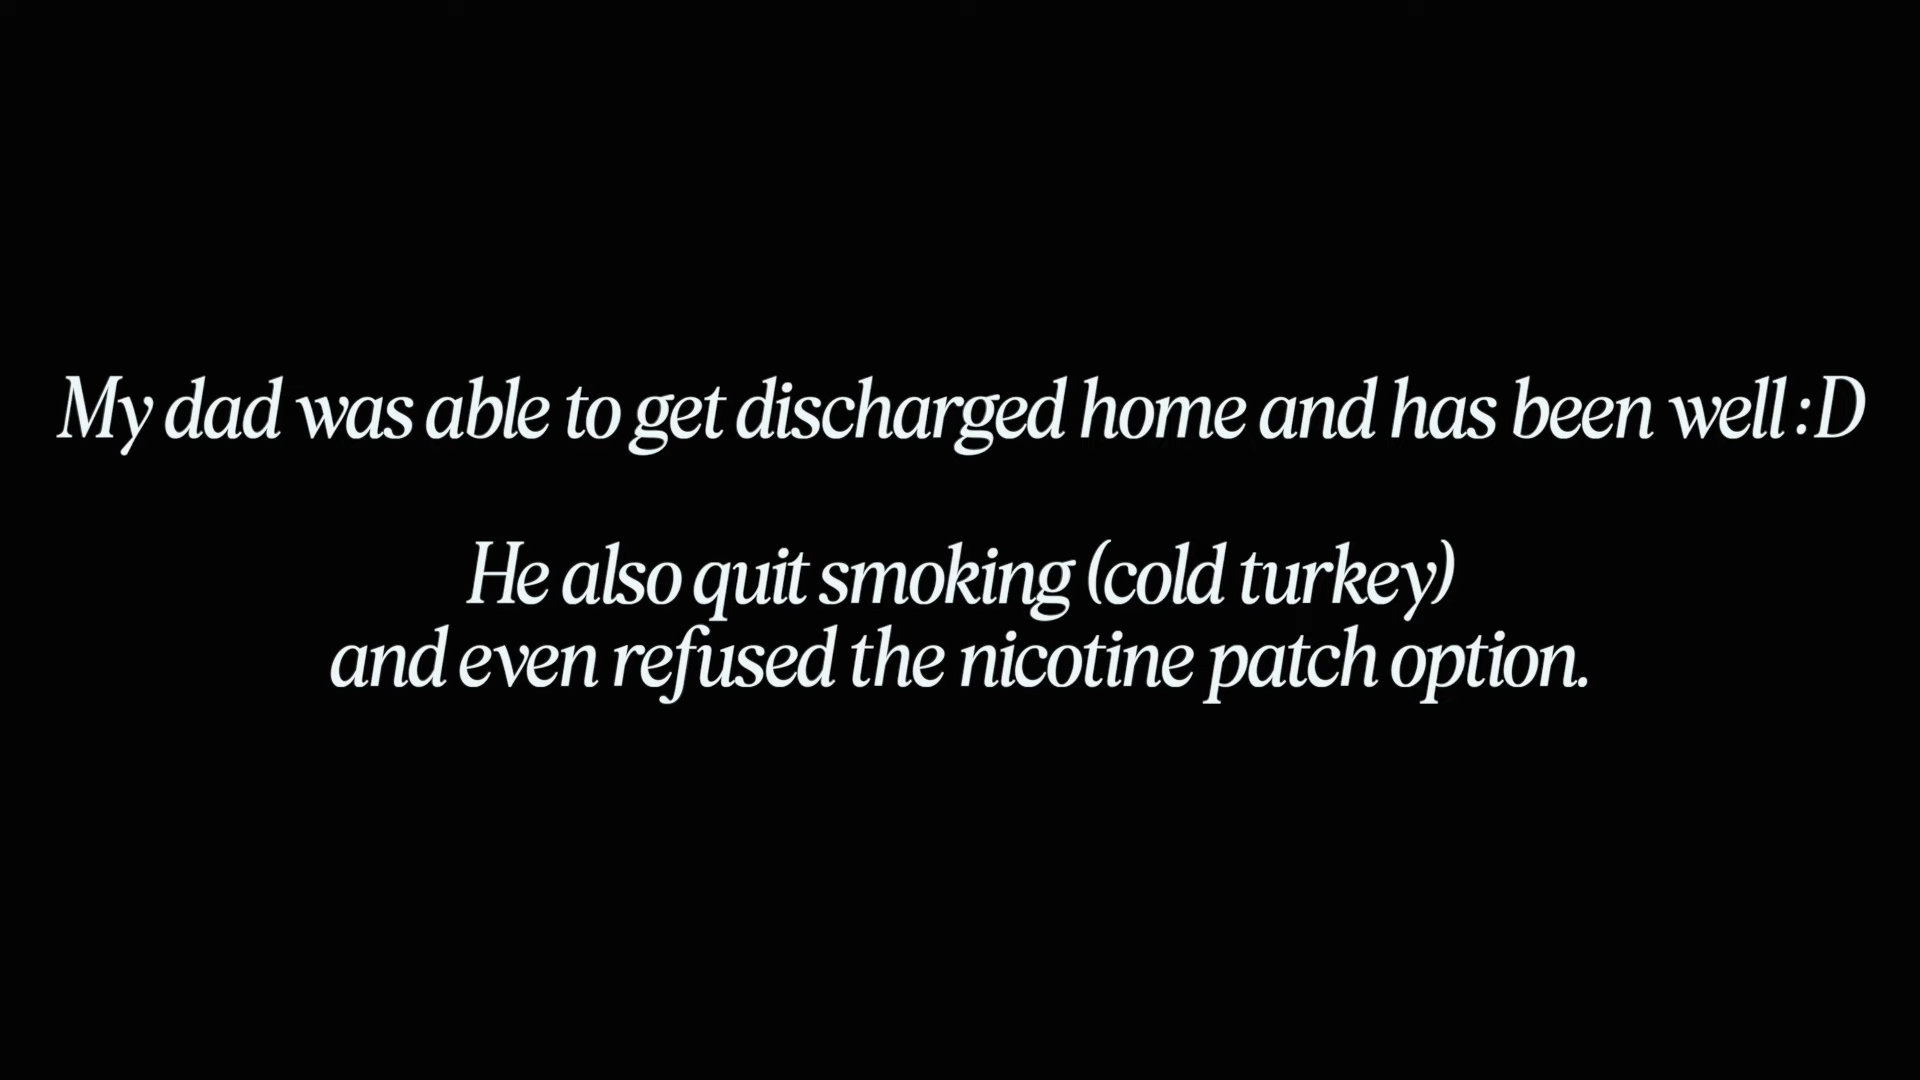 My dad was able to get discharged home and has been well :D
He also quit smoking (cold turkey)
and even refused the nicotine patch option.